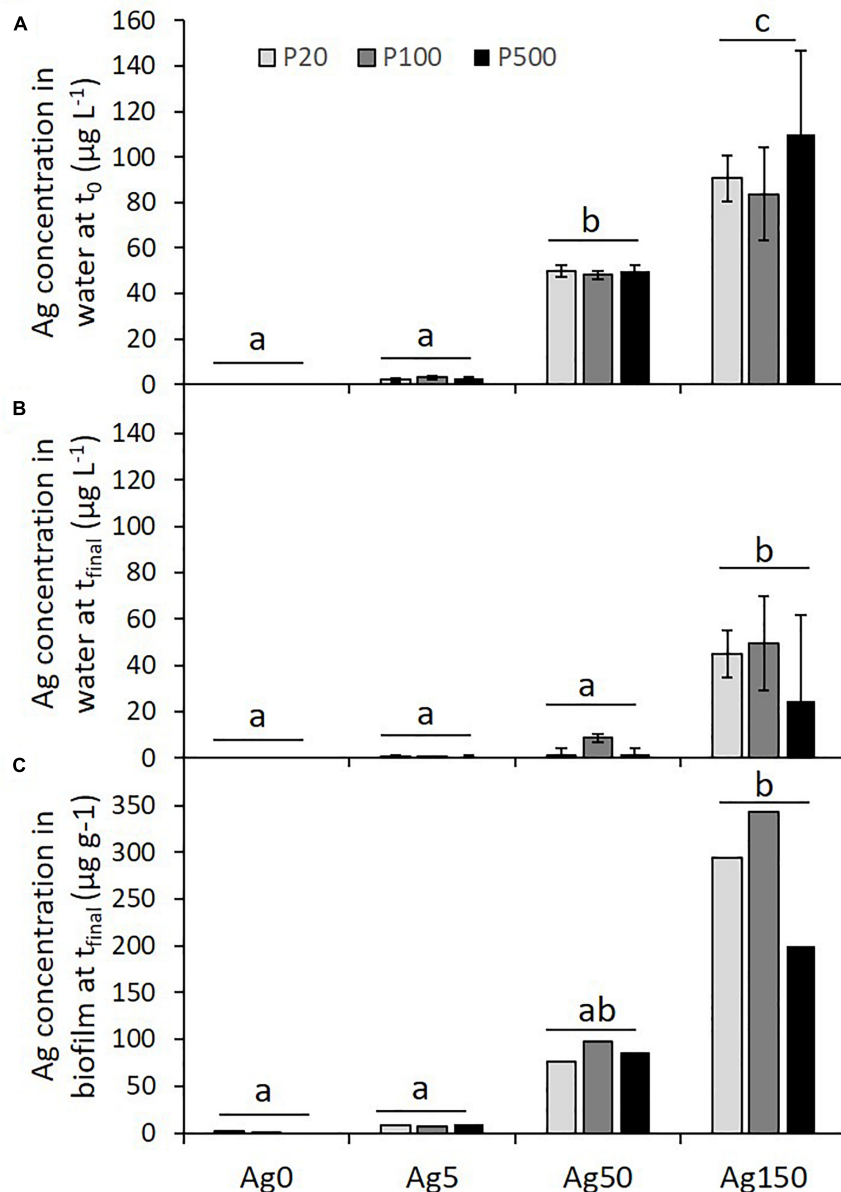 A
Ag concentration in
water at t0 (µg L-1)
160
140
120
100
80
60
40
20
0
P20 P100 P500
a
a
b
c
B
Ag concentration in
water at tfinal (µg L-1)
140
120
100
80
60
40
20
0
a
a
a
b
C
Ag concentration in
biofilm at tfinal (µg g-1)
350
300
250
200
150
100
50
0
a
a
ab
b
Ag0 Ag5 Ag50 Ag150